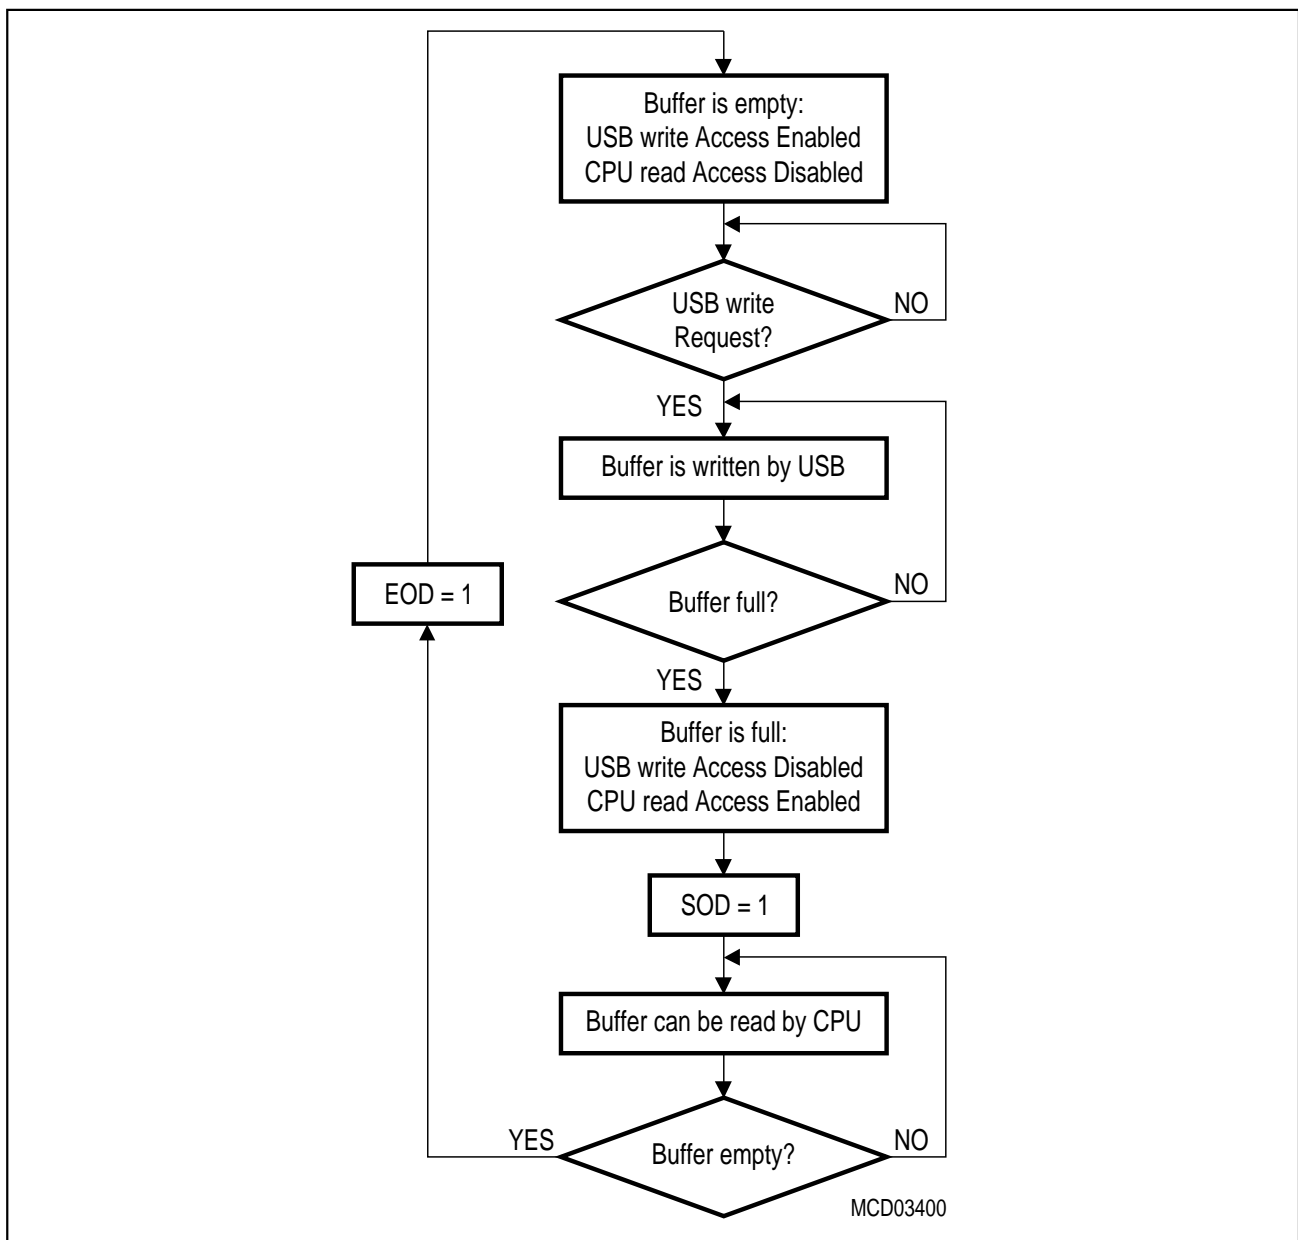 Buffer is empty:
USB write Access Enabled
CPU read Access Disabled
USB write
Request?
NO
YES
Buffer is written by USB
EOD = 1
Buffer full?
NO
YES
Buffer is full:
USB write Access Disabled
CPU read Access Enabled
SOD = 1
Buffer can be read by CPU
YES
Buffer empty?
NO
MCD03400